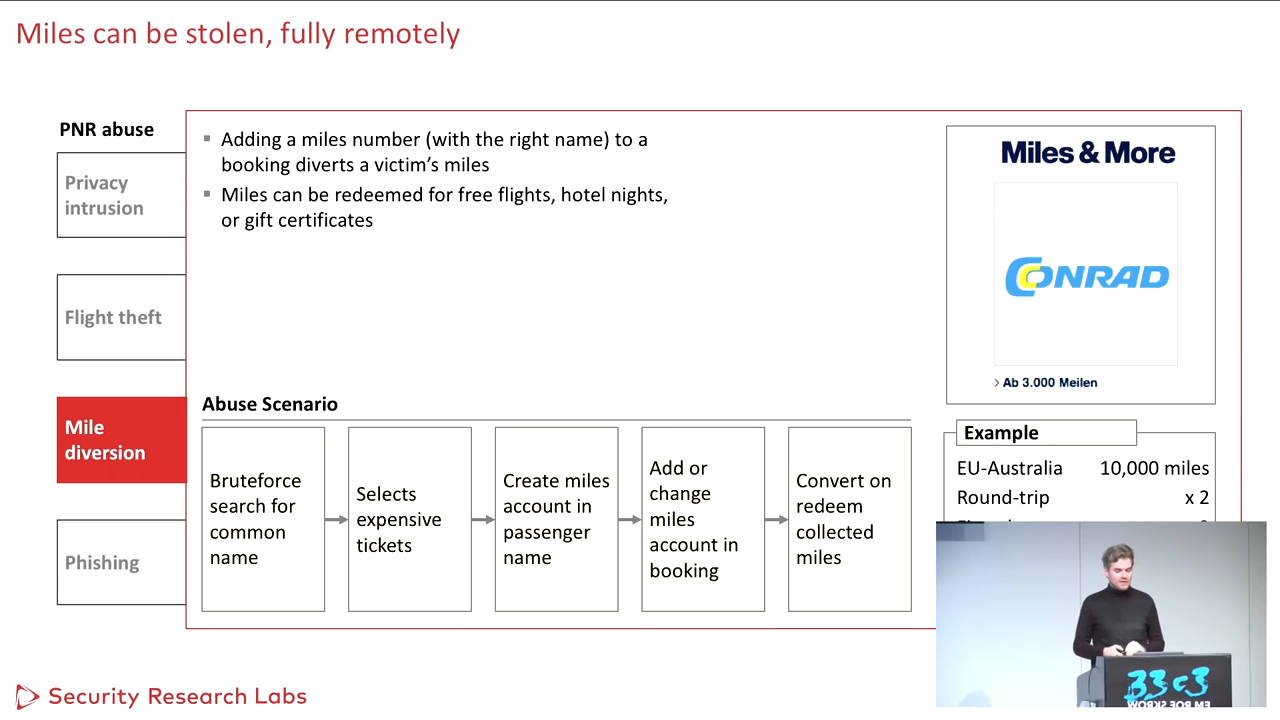 Miles can be stolen, fully remotely
PNR abuse
Privacy
intrusion
Flight theft
Mile
diversion
Phishing
▪ Adding a miles number (with the right name) to a
booking diverts a victim's miles
▪ Miles can be redeemed for free flights, hotel nights,
or gift certificates
Abuse Scenario
Bruteforce
search for
common
name
Selects
expensive
tickets
Create miles
account in
passenger
name
Add or
change
miles
account in
booking
Convert on
redeem
collected
miles
Miles & More
CONRAD
> Ab 3.000 Meilen
Example
EU-Australia 10,000 miles
Round-trip x 2
Security Research Labs
33c3
WORKS FOR ME